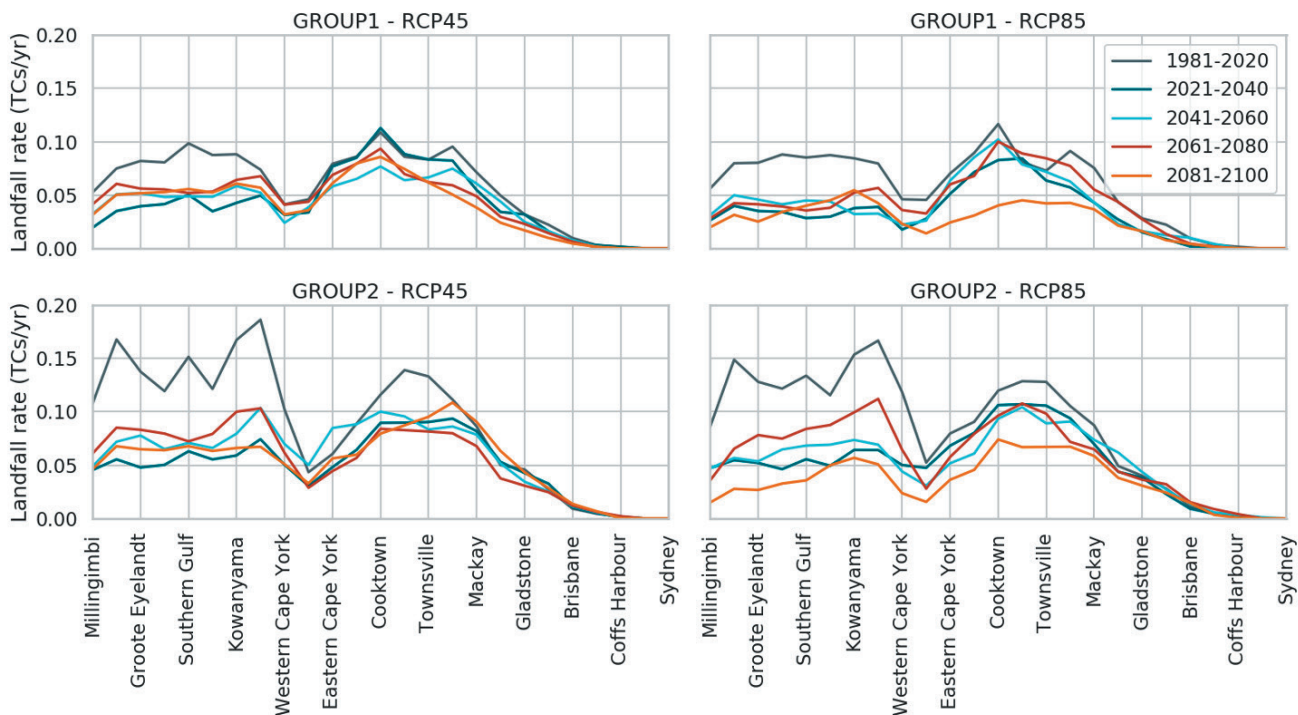 GROUP1 - RCP45
GROUP1 - RCP85
Landfall rate (TCs/yr)
0.20
0.15
0.10
0.05
0.00
1981-2020
2021-2040
2041-2060
2061-2080
2081-2100
GROUP2 - RCP45
GROUP2 - RCP85
Landfall rate (TCs/yr)
0.20
0.15
0.10
0.05
0.00
Millingimbi
Groote Eyelandt
Southern Gulf
Kowanyama
Western Cape York
Eastern Cape York
Cooktown
Townsville
Mackay
Gladstone
Brisbane
Coffs Harbour
Sydney
Millingimbi
Groote Eyelandt
Southern Gulf
Kowanyama
Western Cape York
Eastern Cape York
Cooktown
Townsville
Mackay
Gladstone
Brisbane
Coffs Harbour
Sydney